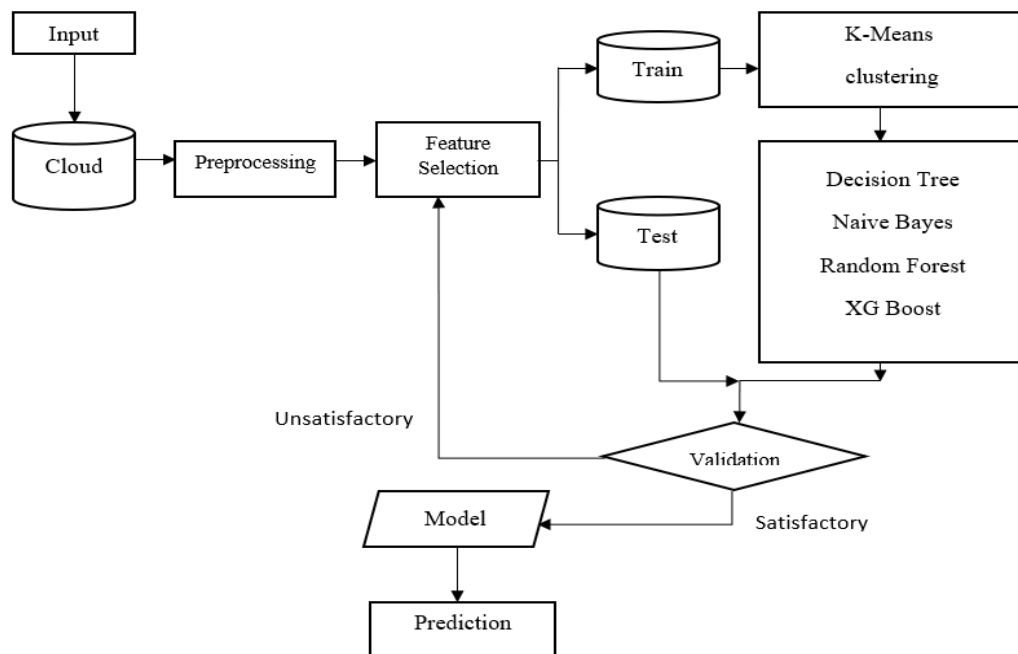 Input
Cloud
Preprocessing
Feature
Selection
Train
Test
K-Means
clustering
Decision Tree
Naive Bayes
Random Forest
XG Boost
Unsatisfactory
Validation
Satisfactory
Model
Prediction